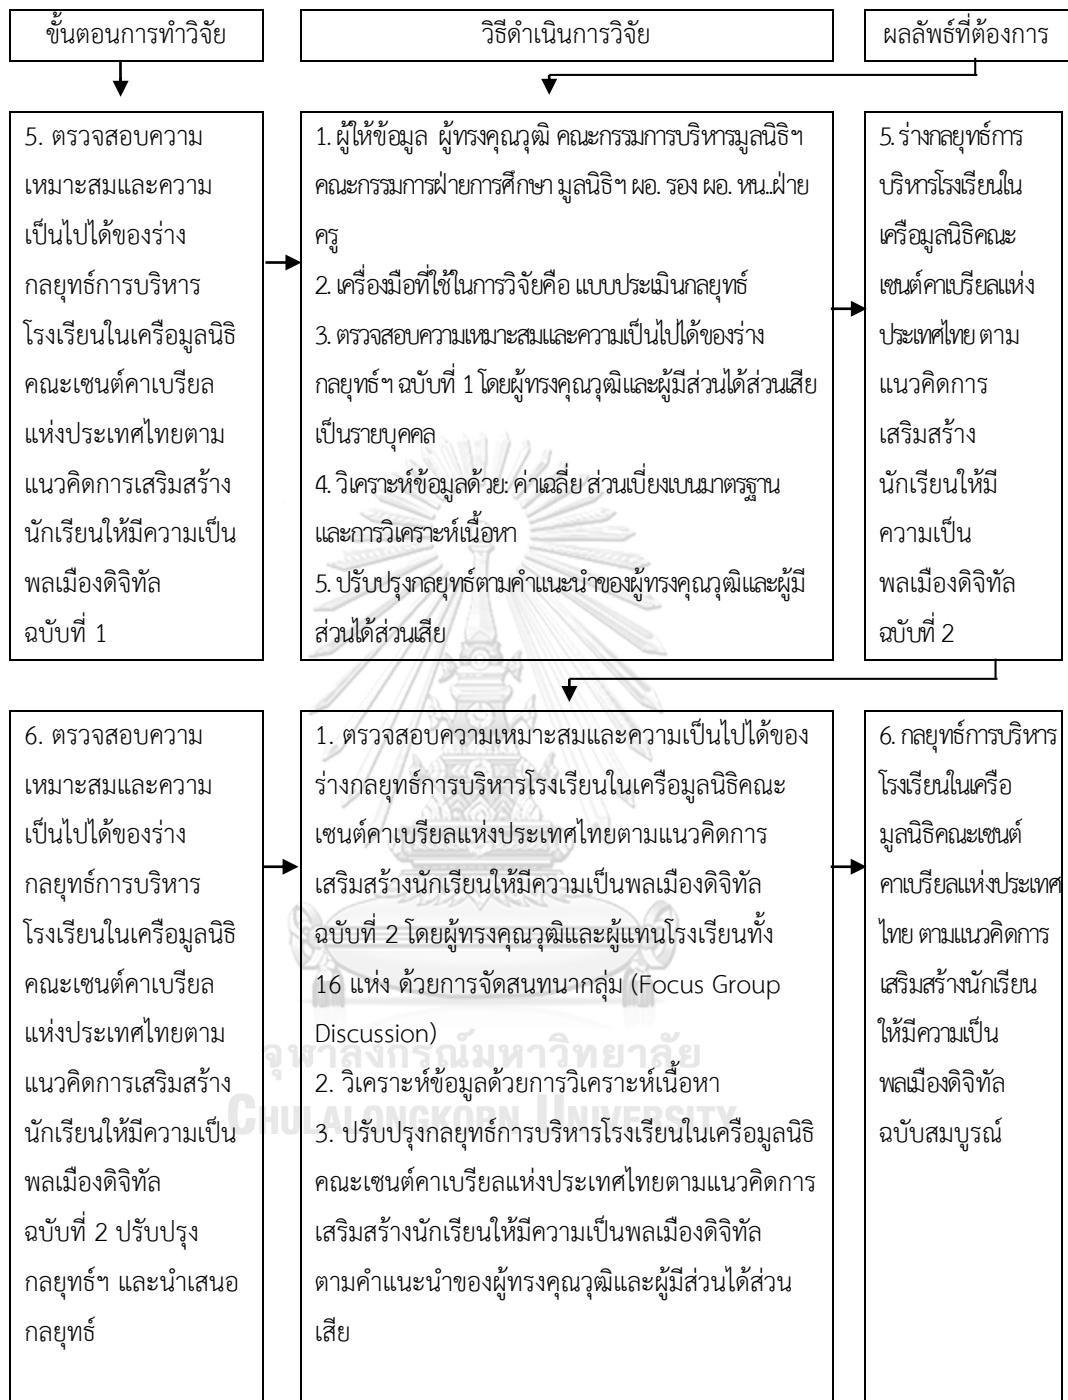 ขั้นตอนการทำวิจัย
วิธีดำเนินการวิจัย
ผลลัพธ์ที่ต้องการ
5. ตรวจสอบความ
เหมาะสมและความ
เป็นไปได้ของร่าง
กลยุทธ์การบริหาร
โรงเรียนในเครือมูลนิธิ
คณะเซนต์คาเบรียล
แห่งประเทศไทยตาม
แนวคิดการเสริมสร้าง
นักเรียนให้มีความเป็น
พลเมืองดิจิทัล
ฉบับที่ 1
1. ผู้ให้ข้อมูล ผู้ทรงคุณวุฒิ คณะกรรมการบริหารมูลนิธิฯ
คณะกรรมการฝ่ายการศึกษา มูลนิธิฯ ผอ. รอง ผอ. หน..ฝ่าย
ครู
2. เครื่องมือที่ใช้ในการวิจัยคือ แบบประเมินกลยุทธ์
3. ตรวจสอบความเหมาะสมและความเป็นไปได้ของร่าง
กลยุทธ์ฯ ฉบับที่ 1 โดยผู้ทรงคุณวุฒิและผู้มีส่วนได้ส่วนเสีย
เป็นรายบุคคล
4. วิเคราะห์ข้อมูลด้วย: ค่าเฉลี่ย ส่วนเบี่ยงเบนมาตรฐาน
และการวิเคราะห์เนื้อหา
5. ปรับปรุงกลยุทธ์ตามคำแนะนำของผู้ทรงคุณวุฒิและผู้มี
ส่วนได้ส่วนเสีย
5. ร่างกลยุทธ์การ
บริหารโรงเรียนใน
เครือมูลนิธิคณะ
เซนต์คาเบรียลแห่ง
ประเทศไทย ตาม
แนวคิดการ
เสริมสร้าง
นักเรียนให้มี
ความเป็น
พลเมืองดิจิทัล
ฉบับที่ 2
6. ตรวจสอบความ
เหมาะสมและความ
เป็นไปได้ของร่าง
กลยุทธ์การบริหาร
โรงเรียนในเครือมูลนิธิ
คณะเซนต์คาเบรียล
แห่งประเทศไทยตาม
แนวคิดการเสริมสร้าง
นักเรียนให้มีความเป็น
พลเมืองดิจิทัล
ฉบับที่ 2 ปรับปรุง
กลยุทธ์ฯ และนำเสนอ
กลยุทธ์
1. ตรวจสอบความเหมาะสมและความเป็นไปได้ของ
ร่างกลยุทธ์การบริหารโรงเรียนในเครือมูลนิธิคณะ
เซนต์คาเบรียลแห่งประเทศไทยตามแนวคิดการ
เสริมสร้างนักเรียนให้มีความเป็นพลเมืองดิจิทัล
ฉบับที่ 2 โดยผู้ทรงคุณวุฒิและผู้แทนโรงเรียนทั้ง
16 แห่ง ด้วยการจัดสนทนากลุ่ม (Focus Group
Discussion)
2. วิเคราะห์ข้อมูลด้วยการวิเคราะห์เนื้อหา
3. ปรับปรุงกลยุทธ์การบริหารโรงเรียนในเครือมูลนิธิ
คณะเซนต์คาเบรียลแห่งประเทศไทยตามแนวคิดการ
เสริมสร้างนักเรียนให้มีความเป็นพลเมืองดิจิทัล
ตามคำแนะนำของผู้ทรงคุณวุฒิและผู้มีส่วนได้ส่วน
เสีย
6. กลยุทธ์การบริหาร
โรงเรียนในเครือ
มูลนิธิคณะเซนต์
คาเบรียลแห่งประเทศ
ไทย ตามแนวคิดการ
เสริมสร้างนักเรียน
ให้มีความเป็น
พลเมืองดิจิทัล
ฉบับสมบูรณ์
จุฬาลงกรณ์มหาวิทยาลัย
CHULALONGKORN UNIVERSITY